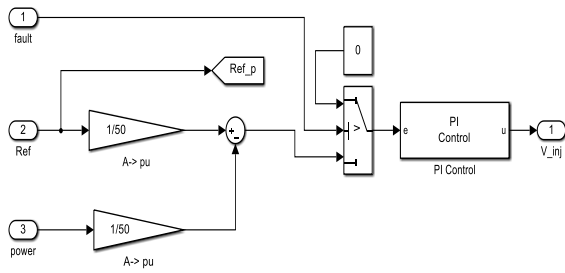 1
fault
0
Ref_p
2
Ref
1/50
A-> pu
+
-
>
e
PI
Control
u
PI Control
1
V_inj
3
power
1/50
A-> pu